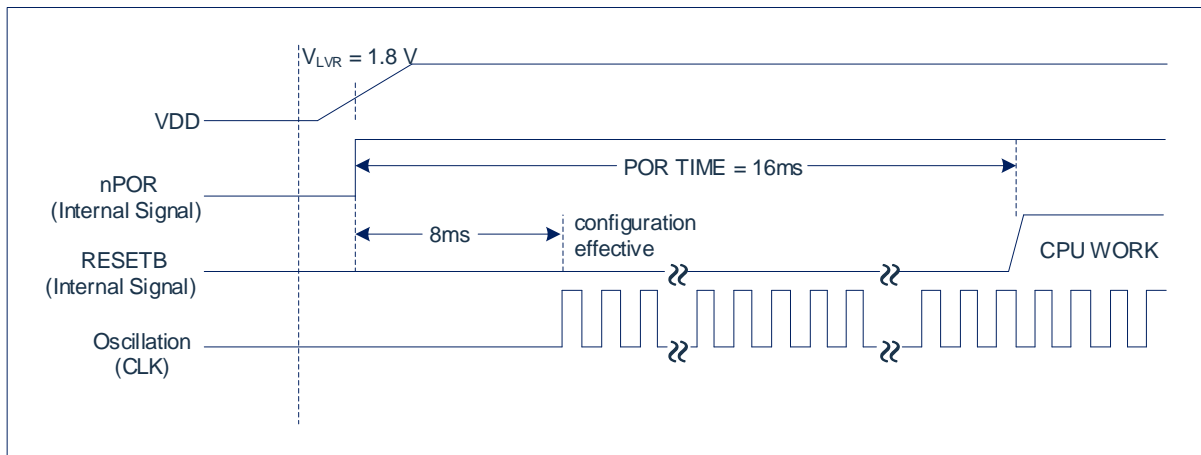 VLVR = 1.8 V
VDD
POR TIME = 16ms
nPOR
(Internal Signal)
8ms
configuration
effective
RESETB
(Internal Signal)
CPU WORK
Oscillation
(CLK)